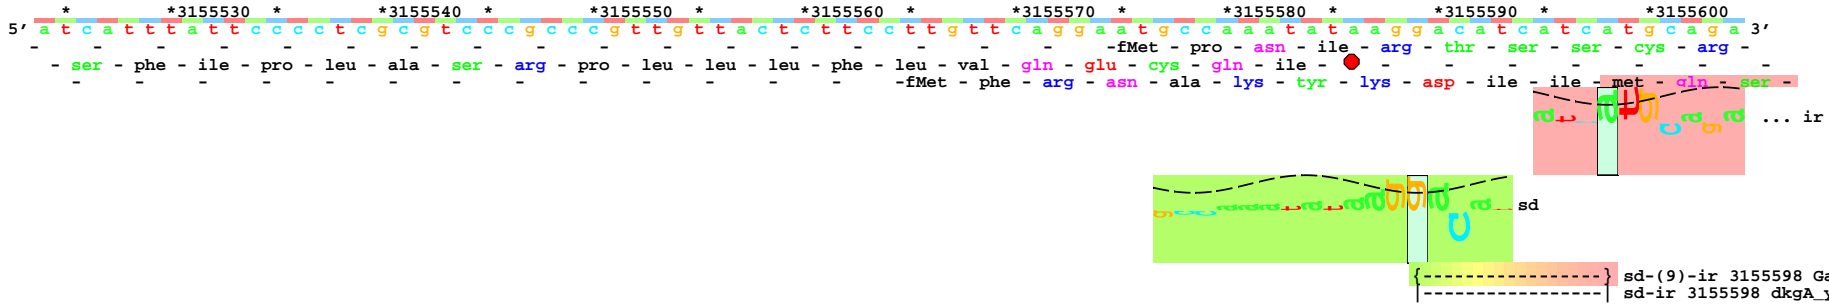 * *3155530 * *3155540 * *3155550 * *3155560 * *3155570 * *3155580 * *3155590 * *3155600
5' a t c a t t t a t t c c c c t c g c g t c c c g c c c g t t g t t a c t c t t c c t t g t t c a g g a a t g c c a a a t a t a a g g a c a t c a t c a t g c a g a 3'
- - - - - - - - - - - - - - - - - -fMet - pro - asn - ile - arg - thr - ser - ser - cys - arg -
- ser - phe - ile - pro - leu - ala - ser - arg - pro - leu - leu - leu - phe - leu - val - gln - glu - cys - gln - ile - - - - - - -
- - - - - - - - - - - - - -fMet - phe - arg - asn - ala - lys - tyr - lys - asp - ile - ile - met - gln - ser -
a t c a t g c a g a ... ir
g c c a a a t a t a a g g a c a t sd
{------------------} sd-(9)-ir 3155598 Ga
|------------------| sd-ir 3155598 dkgA_y